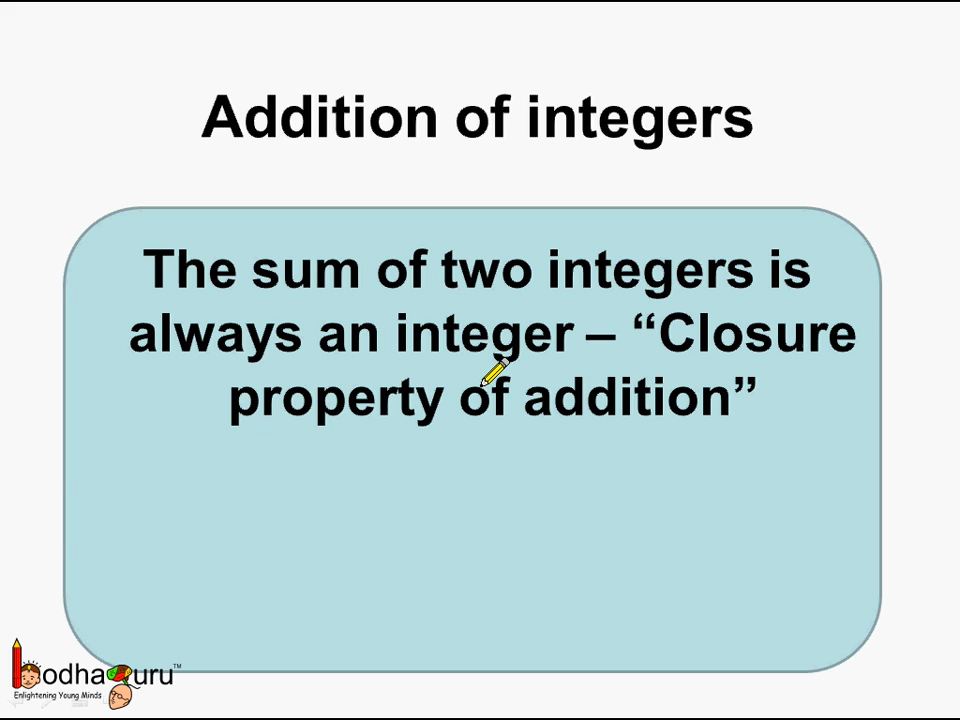 Addition of integers
The sum of two integers is
always an integer – “Closure
property of addition”
bodhaguru™
Enlightening Young Minds